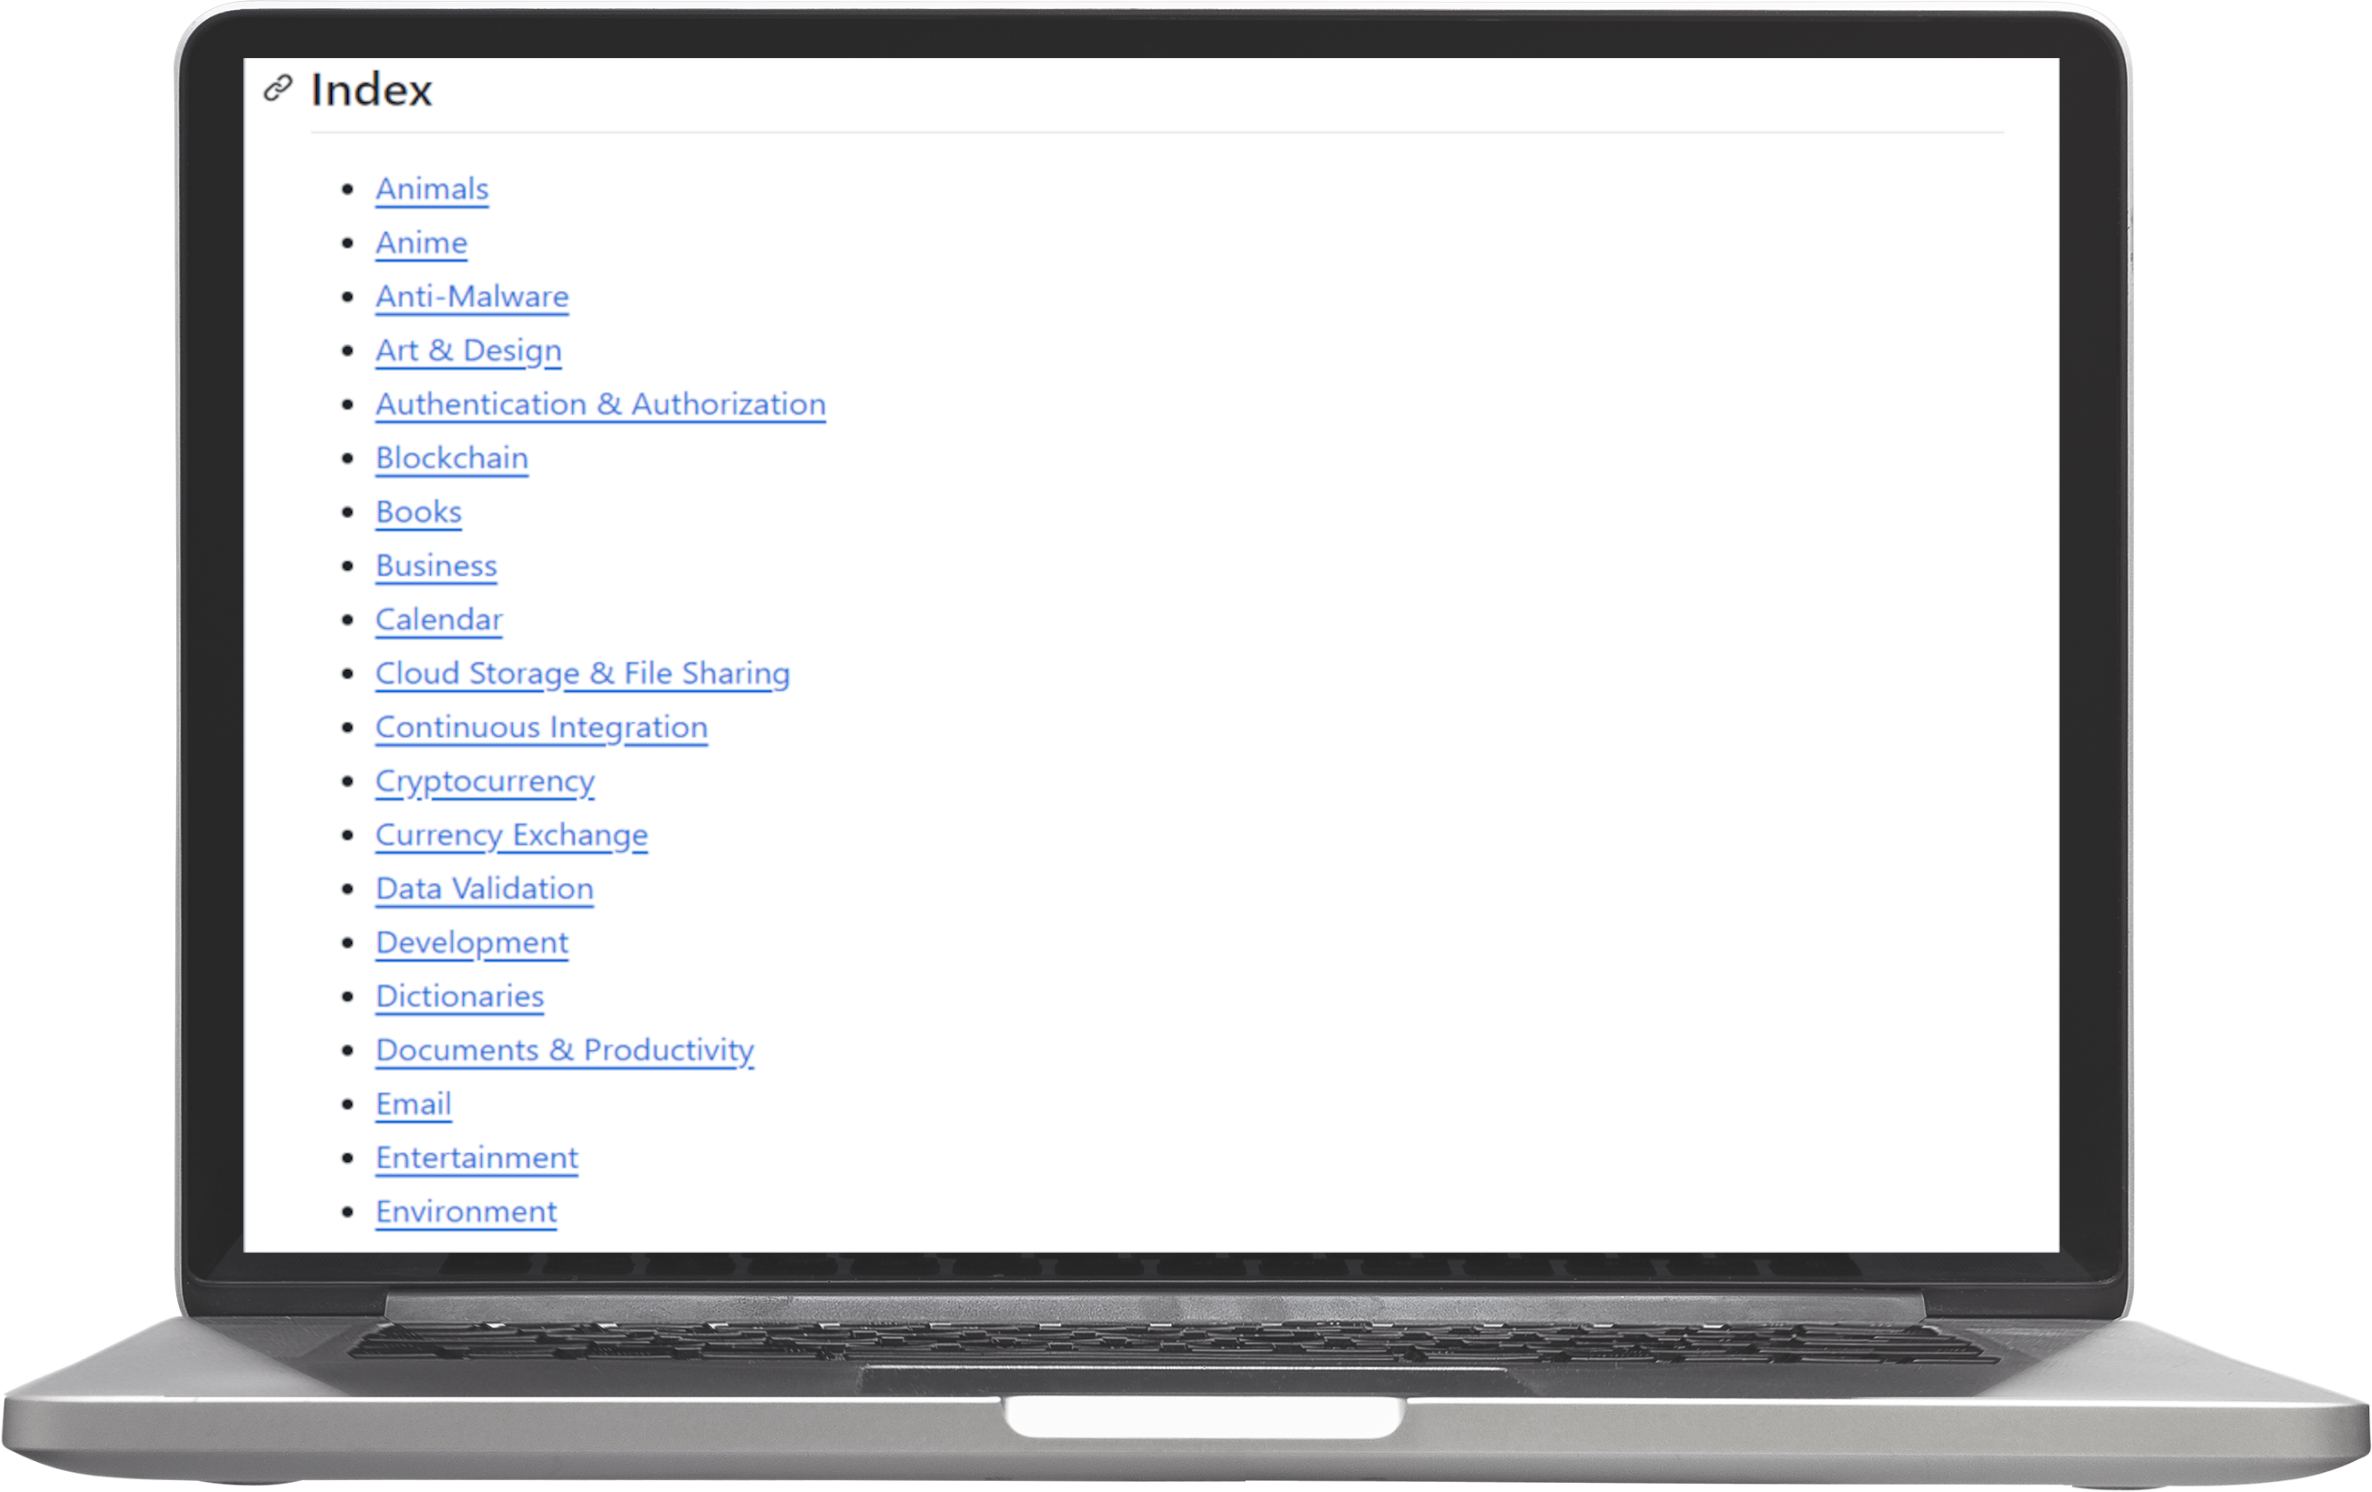 Index
Animals
Anime
Anti-Malware
Art & Design
Authentication & Authorization
Blockchain
Books
Business
Calendar
Cloud Storage & File Sharing
Continuous Integration
Cryptocurrency
Currency Exchange
Data Validation
Development
Dictionaries
Documents & Productivity
Email
Entertainment
Environment